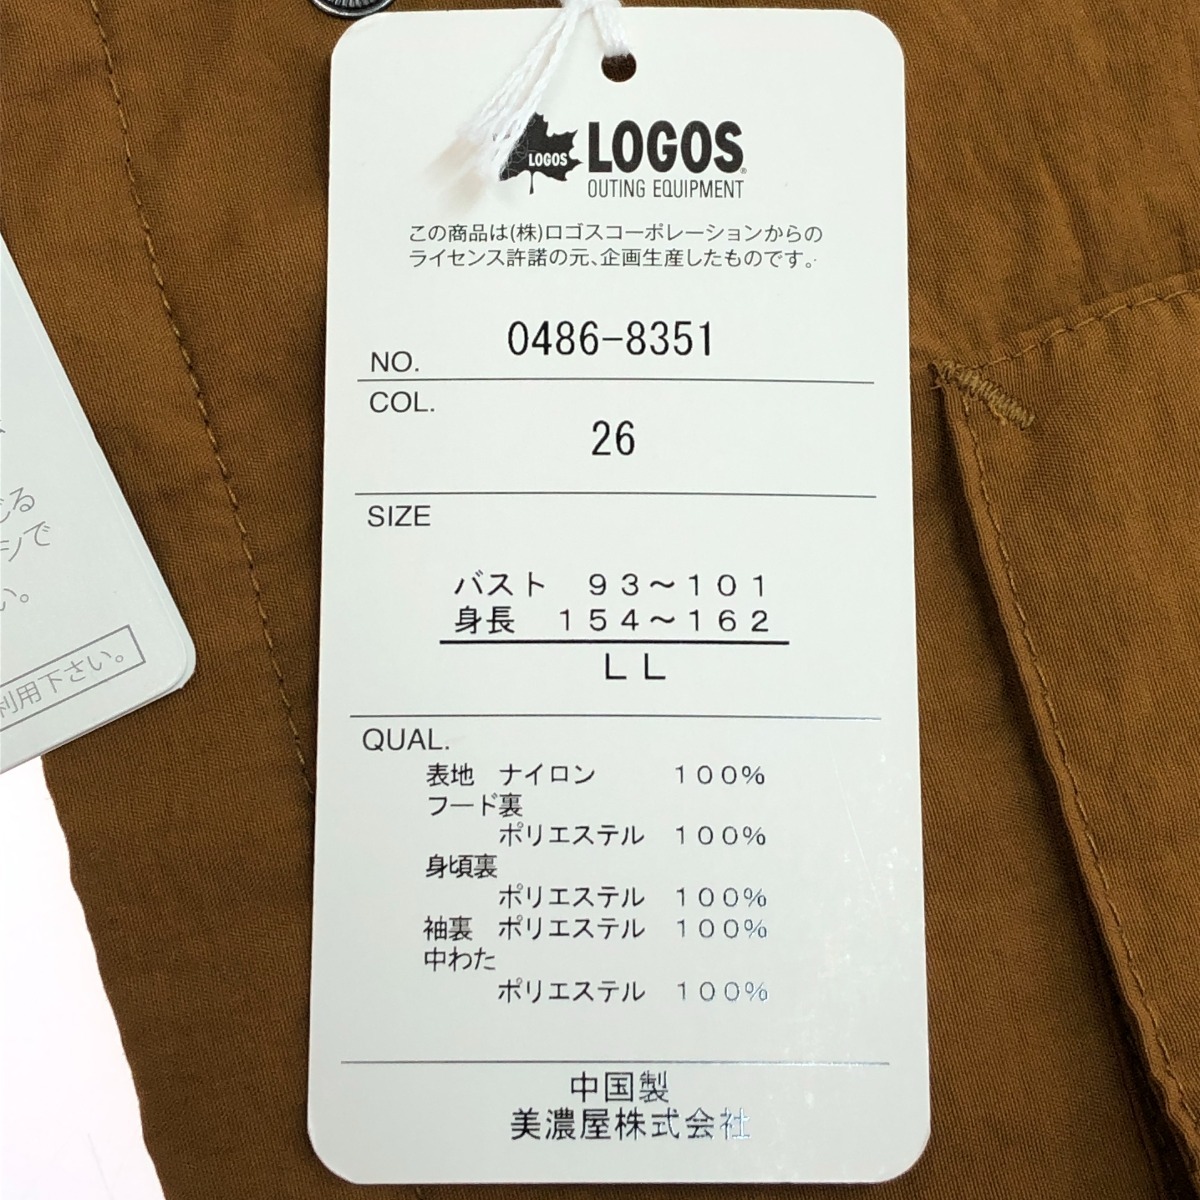 LOGOS
LOGOS
OUTING EQUIPMENT
この商品は(株)ロゴスコーポレーションからの
ライセンス許諾の元、企画生産したものです。
NO. 0486-8351
COL.
26
SIZE
バスト 93～101
身長 154～162
LL
QUAL.
表地 ナイロン 100%
フード裏
ポリエステル 100%
身頃裏
ポリエステル 100%
袖裏 ポリエステル 100%
中わた
ポリエステル 100%
中国製
美濃屋株式会社
じる
ンで
い。
利用下さい。